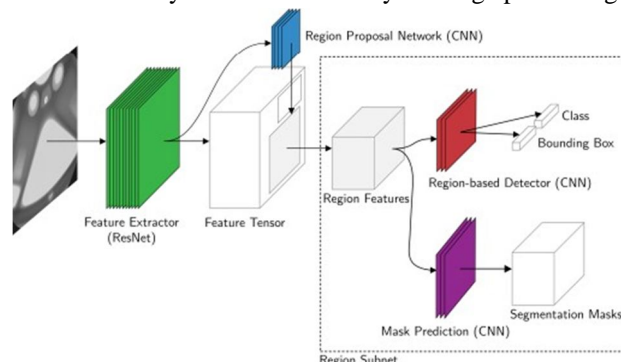 Region Proposal Network (CNN)
Class
Bounding Box
Region-based Detector (CNN)
Region Features
Feature Extractor
(ResNet)
Feature Tensor
Segmentation Masks
Mask Prediction (CNN)
Region Subnet